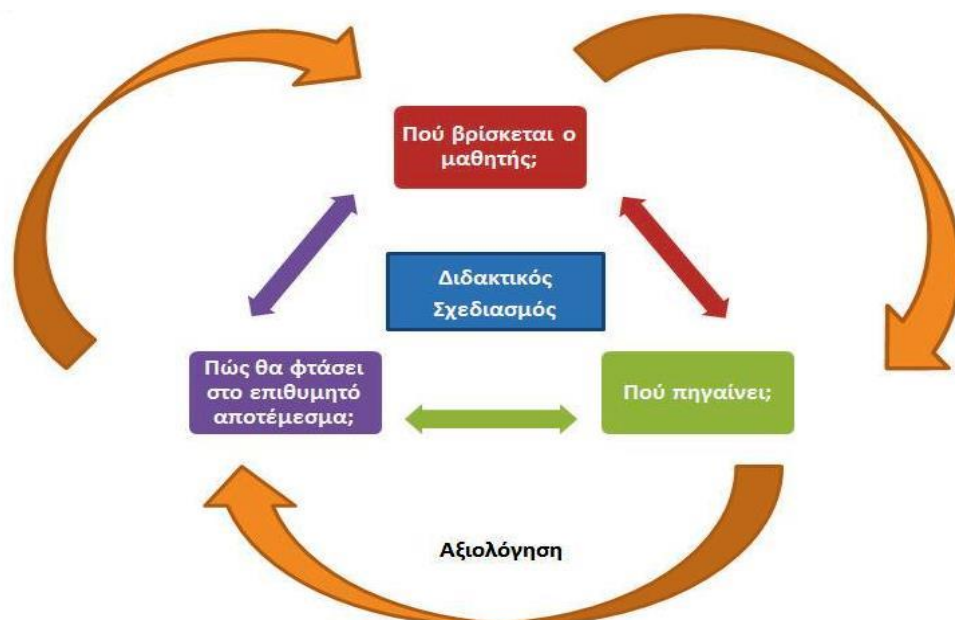 Πού βρίσκεται ο
μαθητής;
Διδακτικός
Σχεδιασμός
Πώς θα φτάσει
στο επιθυμητό
αποτέμεσμα;
Πού πηγαίνει;
Αξιολόγηση